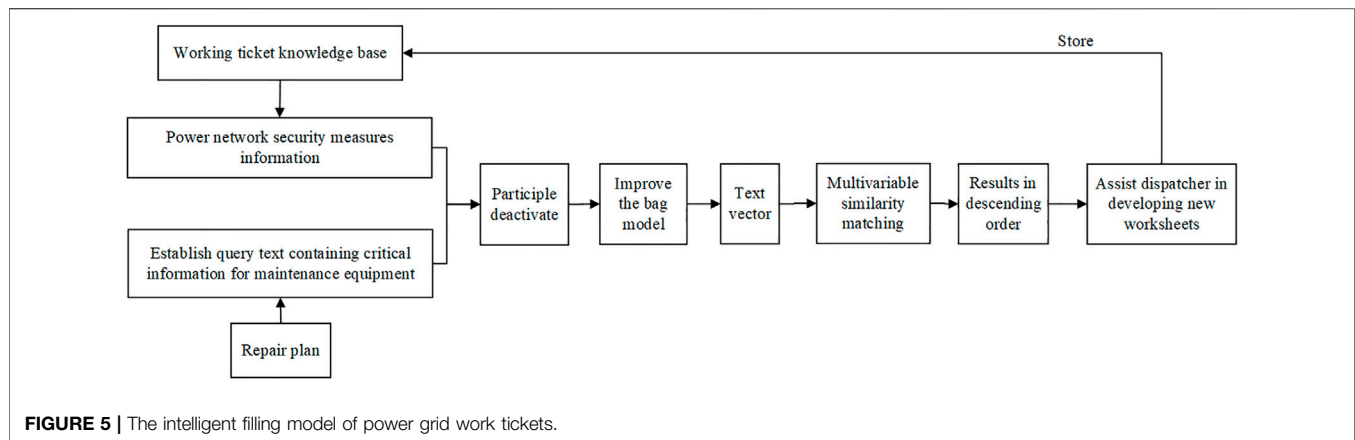 Working ticket knowledge base
Store
Power network security measures
information
Participle
deactivate
Improve
the bag
model
Text
vector
Multivariable
similarity
matching
Results in
descending
order
Assist dispatcher in
developing new
worksheets
Establish query text containing critical
information for maintenance equipment
Repair plan
FIGURE 5 | The intelligent filling model of power grid work tickets.